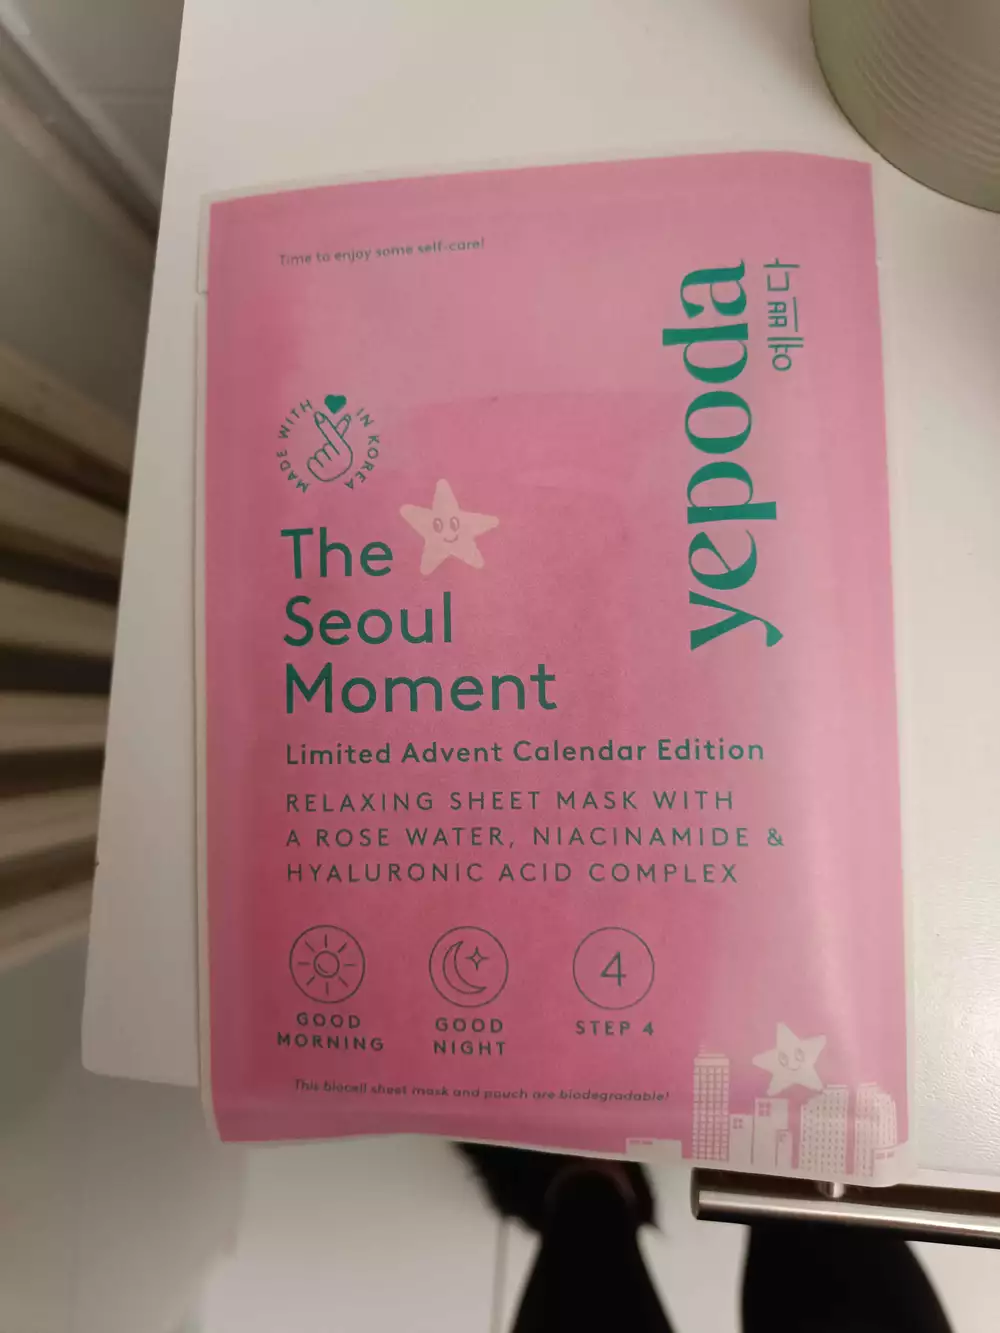 Time to enjoy some self-care!
yepoda
예쁘다
MADE WITH
IN KOREA
The
Seoul
Moment
Limited Advent Calendar Edition
RELAXING SHEET MASK WITH
A ROSE WATER, NIACINAMIDE &
HYALURONIC ACID COMPLEX
GOOD
MORNING
GOOD
NIGHT
4
STEP 4
This biocell sheet mask and pouch are biodegradable!